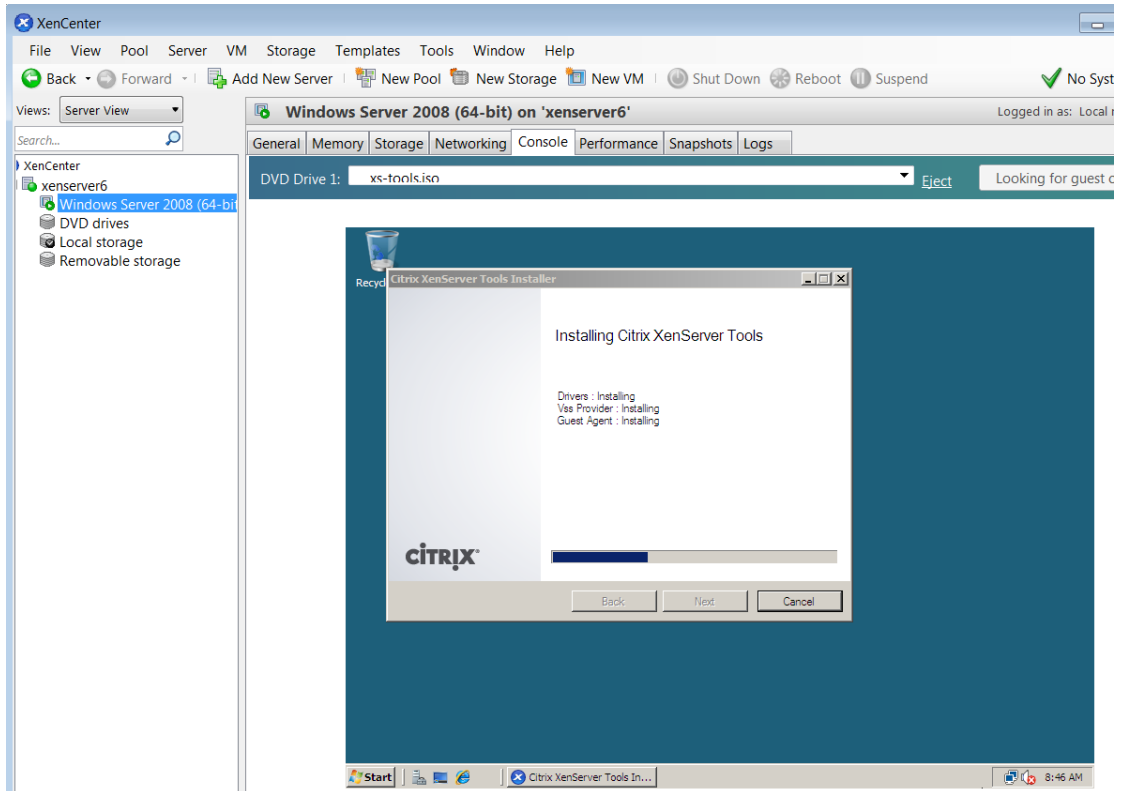 XenCenter
File View Pool Server VM Storage Templates Tools Window Help
Back Forward Add New Server New Pool New Storage New VM Shut Down Reboot Suspend No Syst
Views: Server View
Windows Server 2008 (64-bit) on 'xenserver6'
Logged in as: Local r
Search...
General Memory Storage Networking Console Performance Snapshots Logs
XenCenter
xenserver6
Windows Server 2008 (64-bit
DVD drives
Local storage
Removable storage
DVD Drive 1: xs-tools.iso Eject Looking for guest c
Recycl
Citrix XenServer Tools Installer
Installing Citrix XenServer Tools
Drivers : Installing
Vss Provider : Installing
Guest Agent : Installing
CİTRIX
Back Next Cancel
Start Citrix XenServer Tools In... 8:46 AM